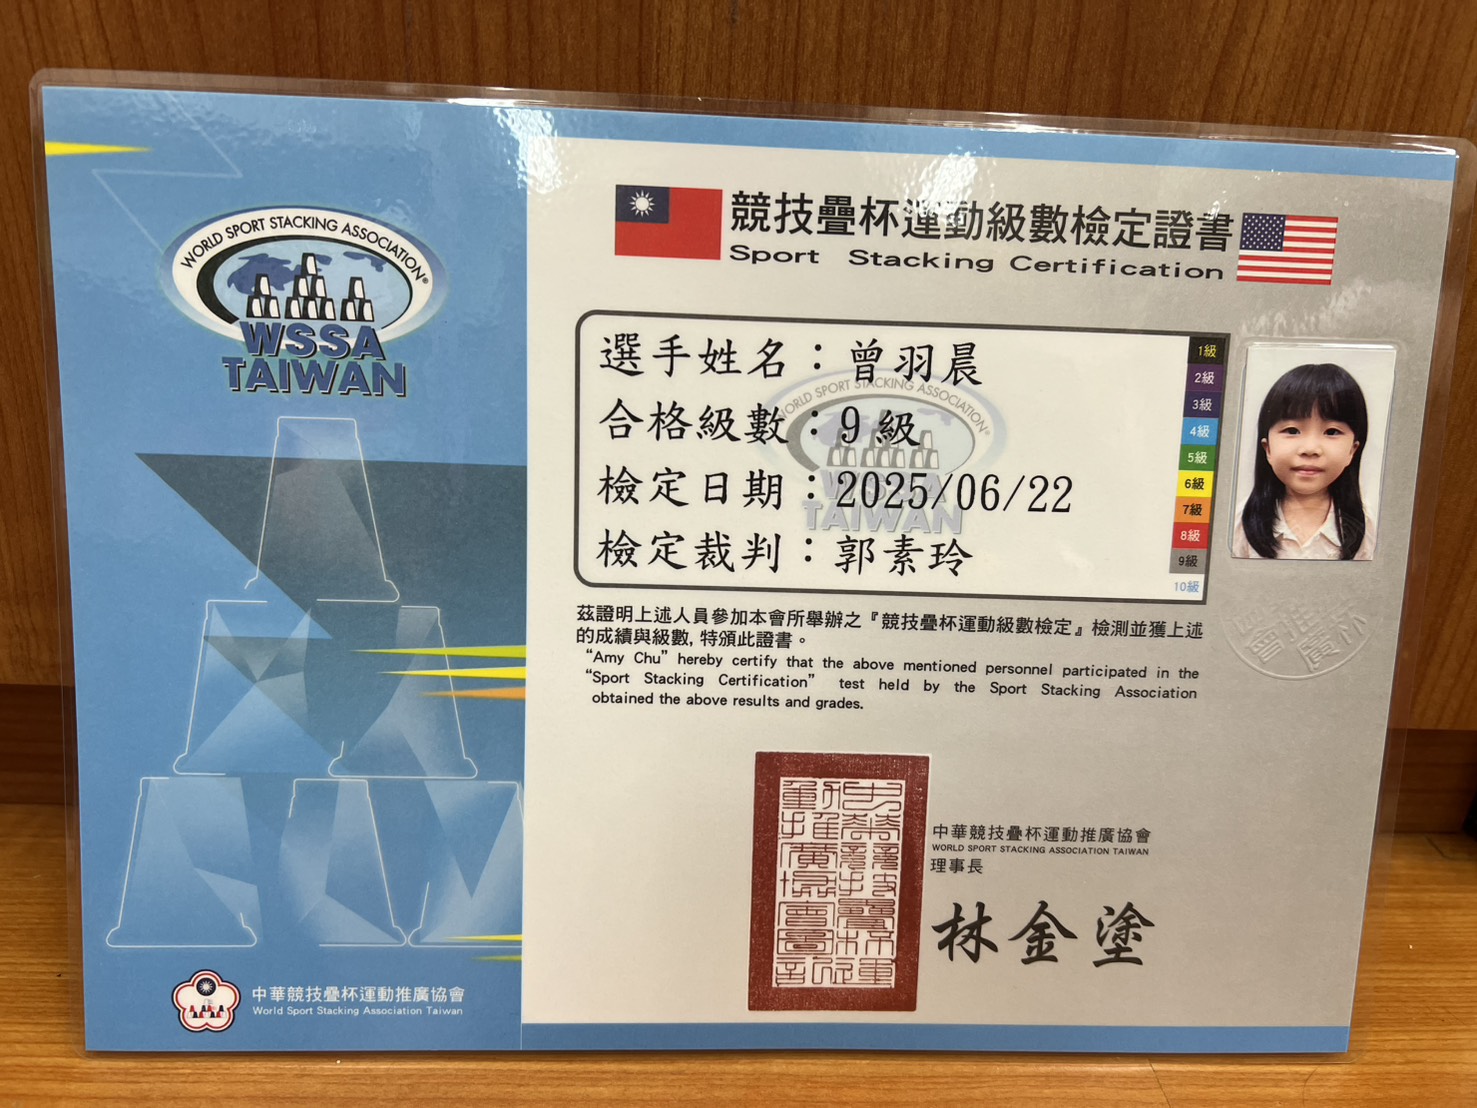 WORLD SPORT STACKING ASSOCIATION®
WSSA
TAIWAN
競技疊杯運動級數檢定證書
Sport Stacking Certification
選手姓名：曾羽晨
合格級數：9 級
檢定日期：2025/06/22
檢定裁判：郭素玲
WORLD SPORT STACKING ASSOCIATION®
WSSA
TAIWAN
1級
2級
3級
4級
5級
6級
7級
8級
9級
10級
茲證明上述人員參加本會所舉辦之『競技疊杯運動級數檢定』檢測並獲上述
的成績與級數, 特頒此證書。
“Amy Chu” hereby certify that the above mentioned personnel participated in the
“Sport Stacking Certification” test held by the Sport Stacking Association
obtained the above results and grades.
中華競技疊杯運動推廣協會
WORLD SPORT STACKING ASSOCIATION TAIWAN
理事長
林金塗
中華競技疊杯運動推廣協會
World Sport Stacking Association Taiwan